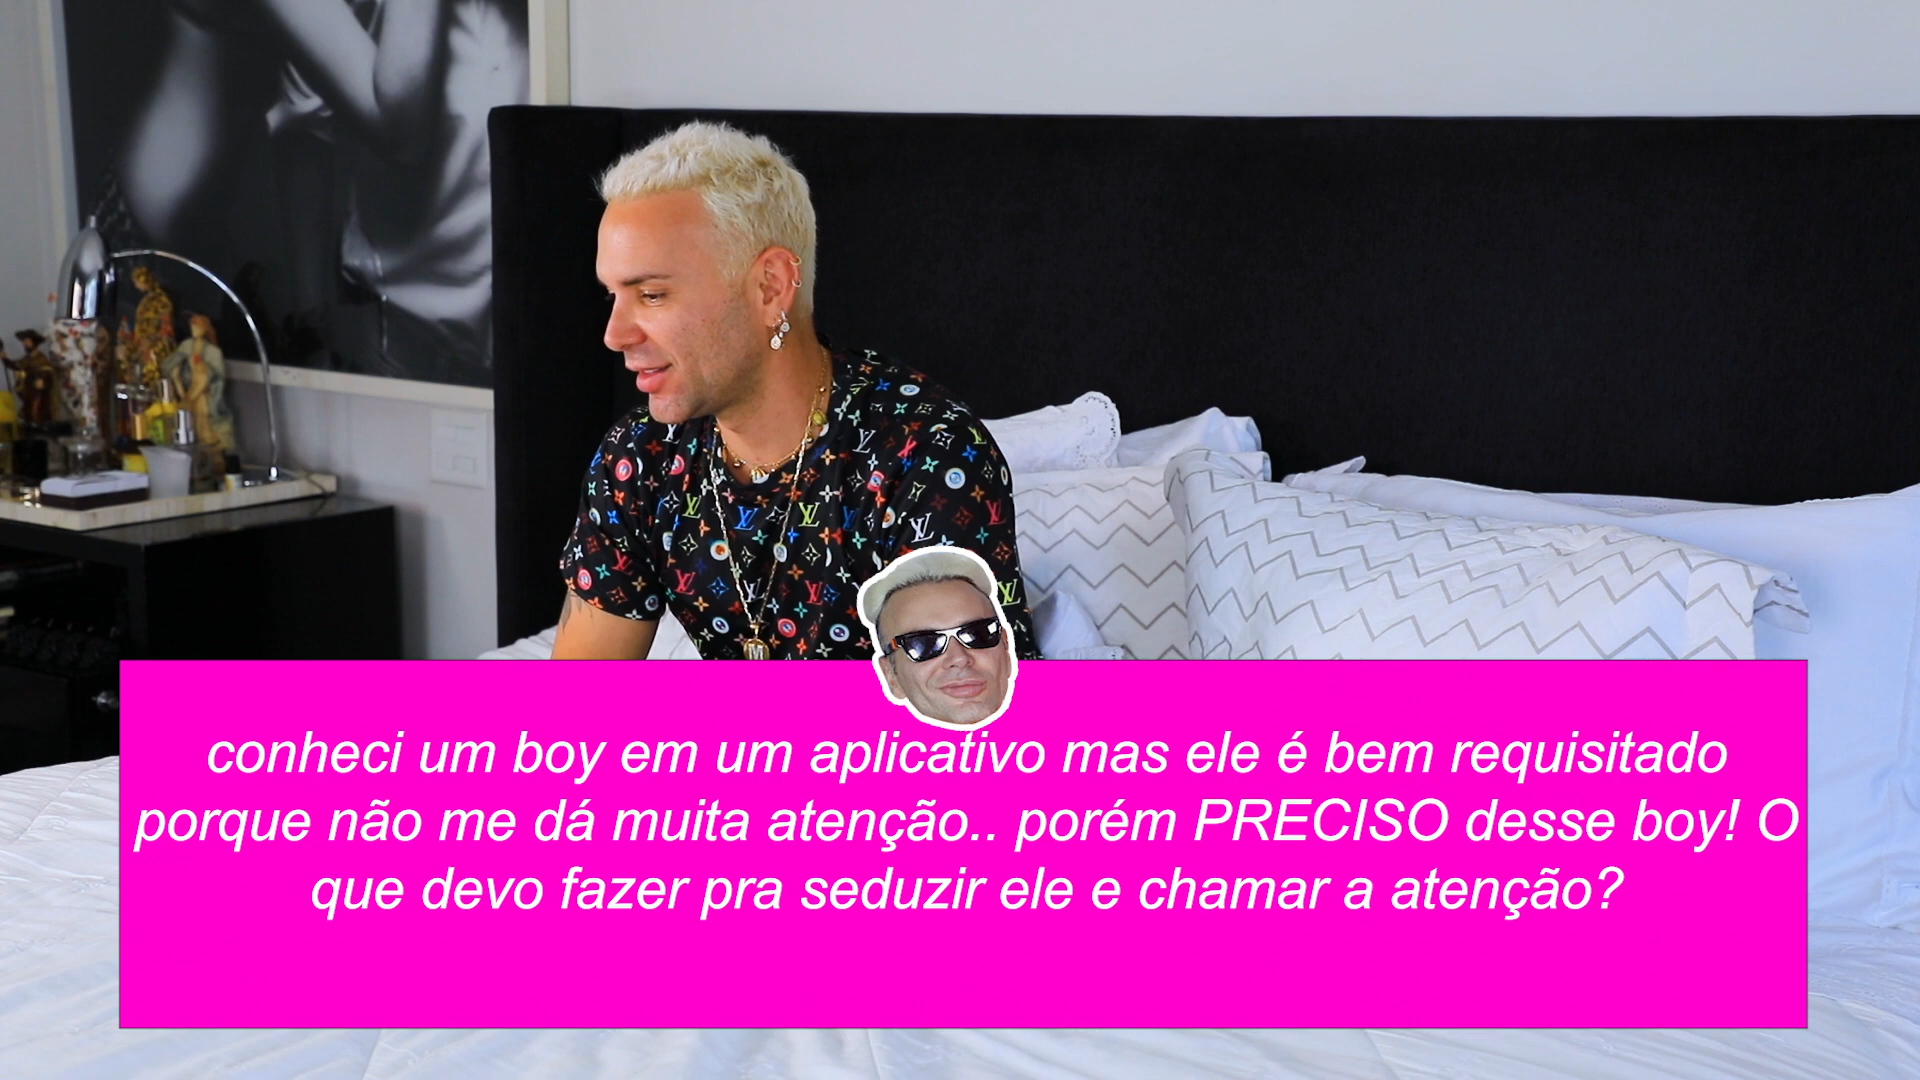 conheci um boy em um aplicativo mas ele é bem requisitado
porque não me dá muita atenção.. porém PRECISO desse boy! O
que devo fazer pra seduzir ele e chamar a atenção?